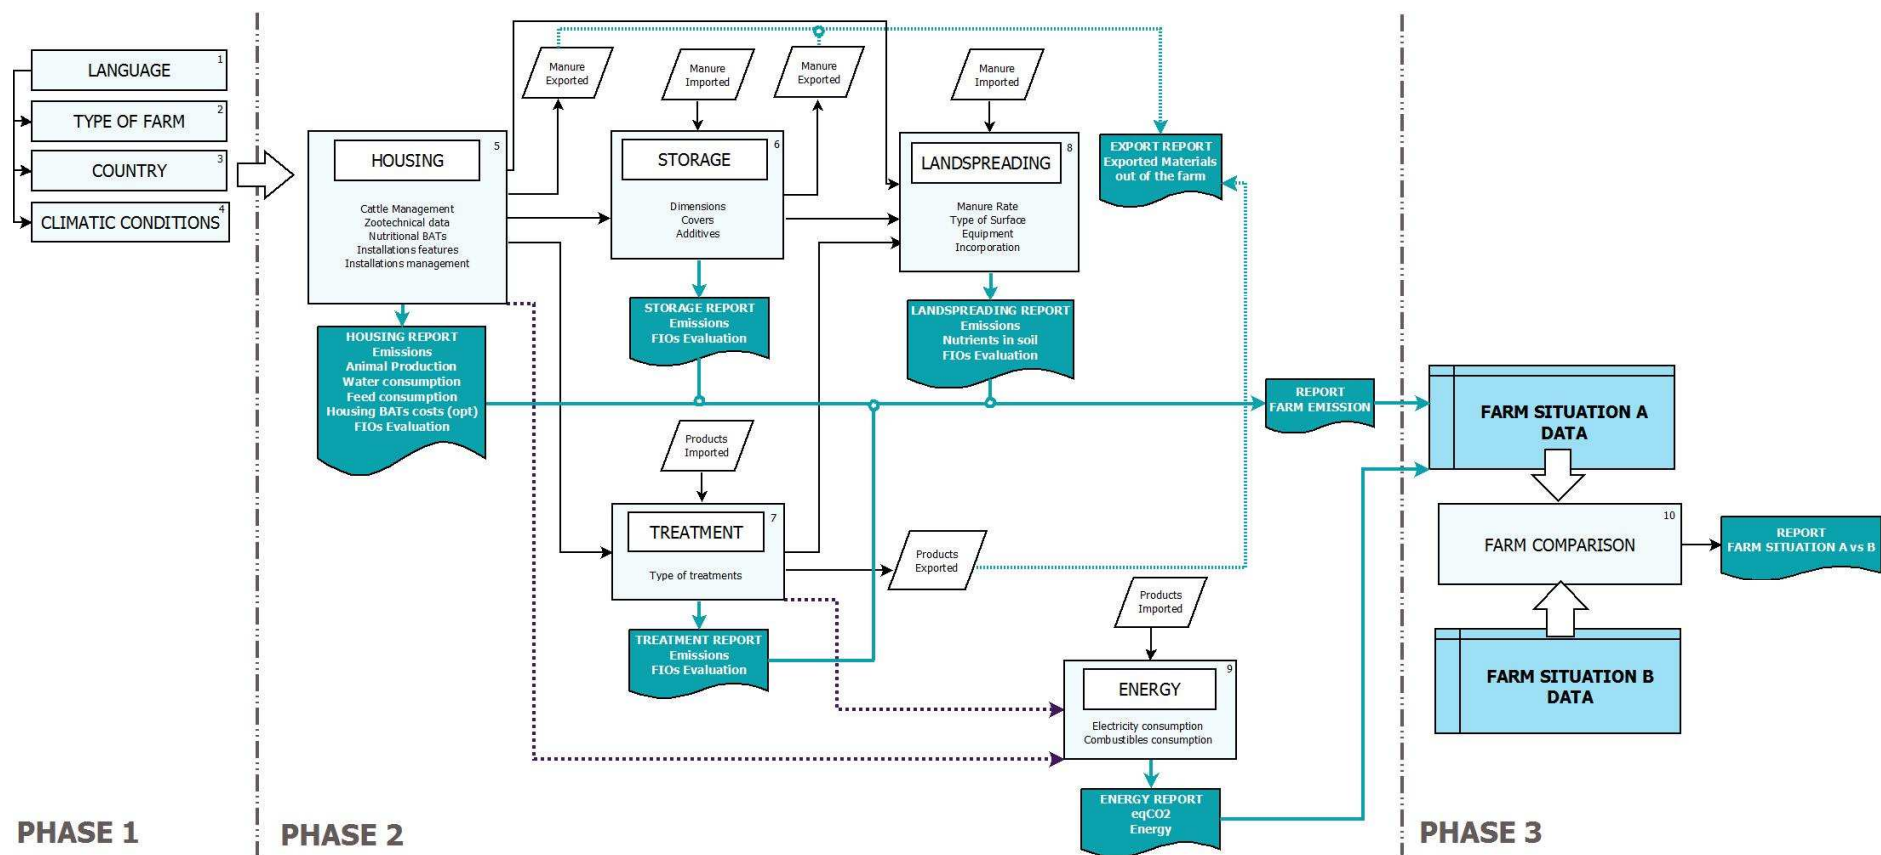 LANGUAGE
1
TYPE OF FARM
2
COUNTRY
3
CLIMATIC CONDITIONS
4
PHASE 1
Manure
Exported
Manure
Imported
Manure
Exported
Manure
Imported
HOUSING
5
Cattle Management
Zootechnical data
Nutritional BATs
Installations features
Installations management
STORAGE
6
Dimensions
Covers
Additives
LANDSPREADING
8
Manure Rate
Type of Surface
Equipment
Incorporation
EXPORT REPORT
Exported Materials
out of the farm
HOUSING REPORT
Emissions
Animal Production
Water consumption
Feed consumption
Housing BATs costs (opt)
FIOs Evaluation
STORAGE REPORT
Emissions
FIOs Evaluation
LANDSPREADING REPORT
Emissions
Nutrients in soil
FIOs Evaluation
REPORT
FARM EMISSION
Products
Imported
TREATMENT
7
Type of treatments
Products
Exported
TREATMENT REPORT
Emissions
FIOs Evaluation
Products
Imported
ENERGY
9
Electricity consumption
Combustibles consumption
ENERGY REPORT
eqCO2
Energy
PHASE 2
FARM SITUATION A
DATA
FARM COMPARISON
10
REPORT
FARM SITUATION A vs B
FARM SITUATION B
DATA
PHASE 3